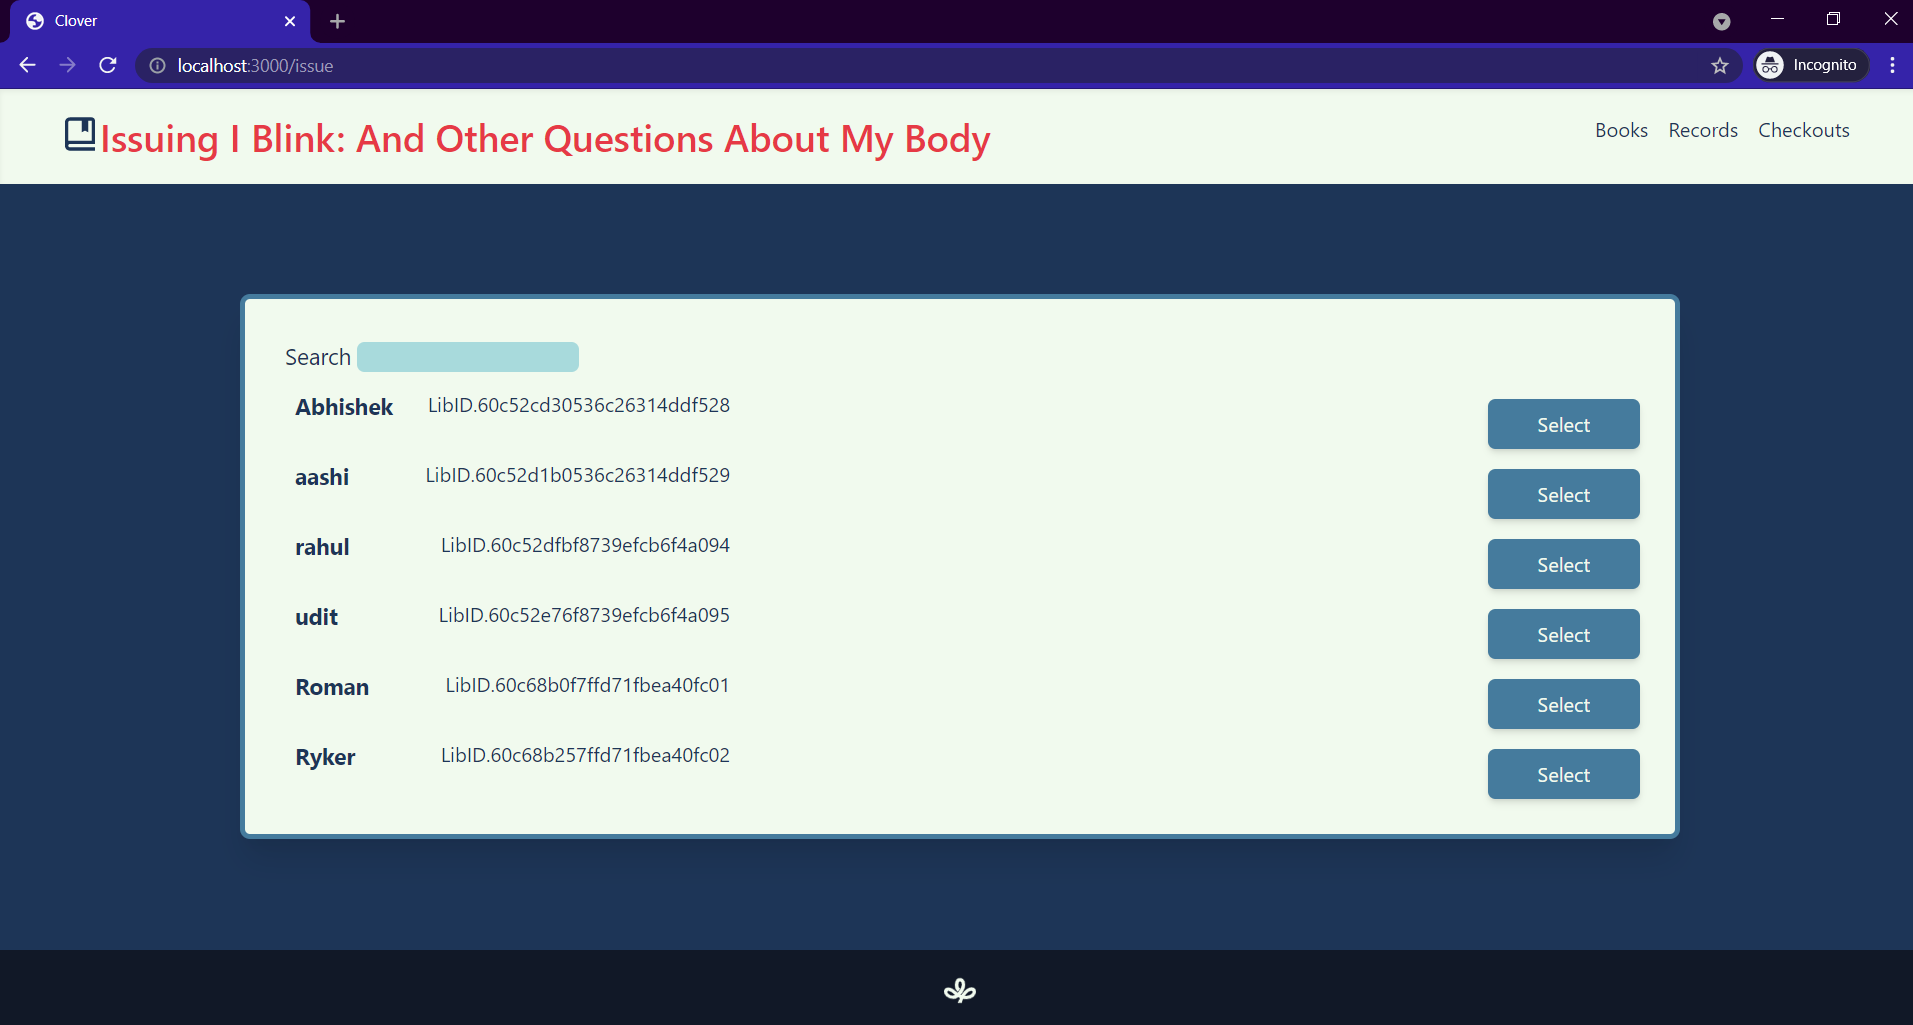 Clover
localhost:3000/issue
Incognito
Issuing I Blink: And Other Questions About My Body
Books Records Checkouts
Search
Abhishek LibID.60c52cd30536c26314ddf528 Select
aashi LibID.60c52d1b0536c26314ddf529 Select
rahul LibID.60c52dfbf8739efcb6f4a094 Select
udit LibID.60c52e76f8739efcb6f4a095 Select
Roman LibID.60c68b0f7ffd71fbea40fc01 Select
Ryker LibID.60c68b257ffd71fbea40fc02 Select